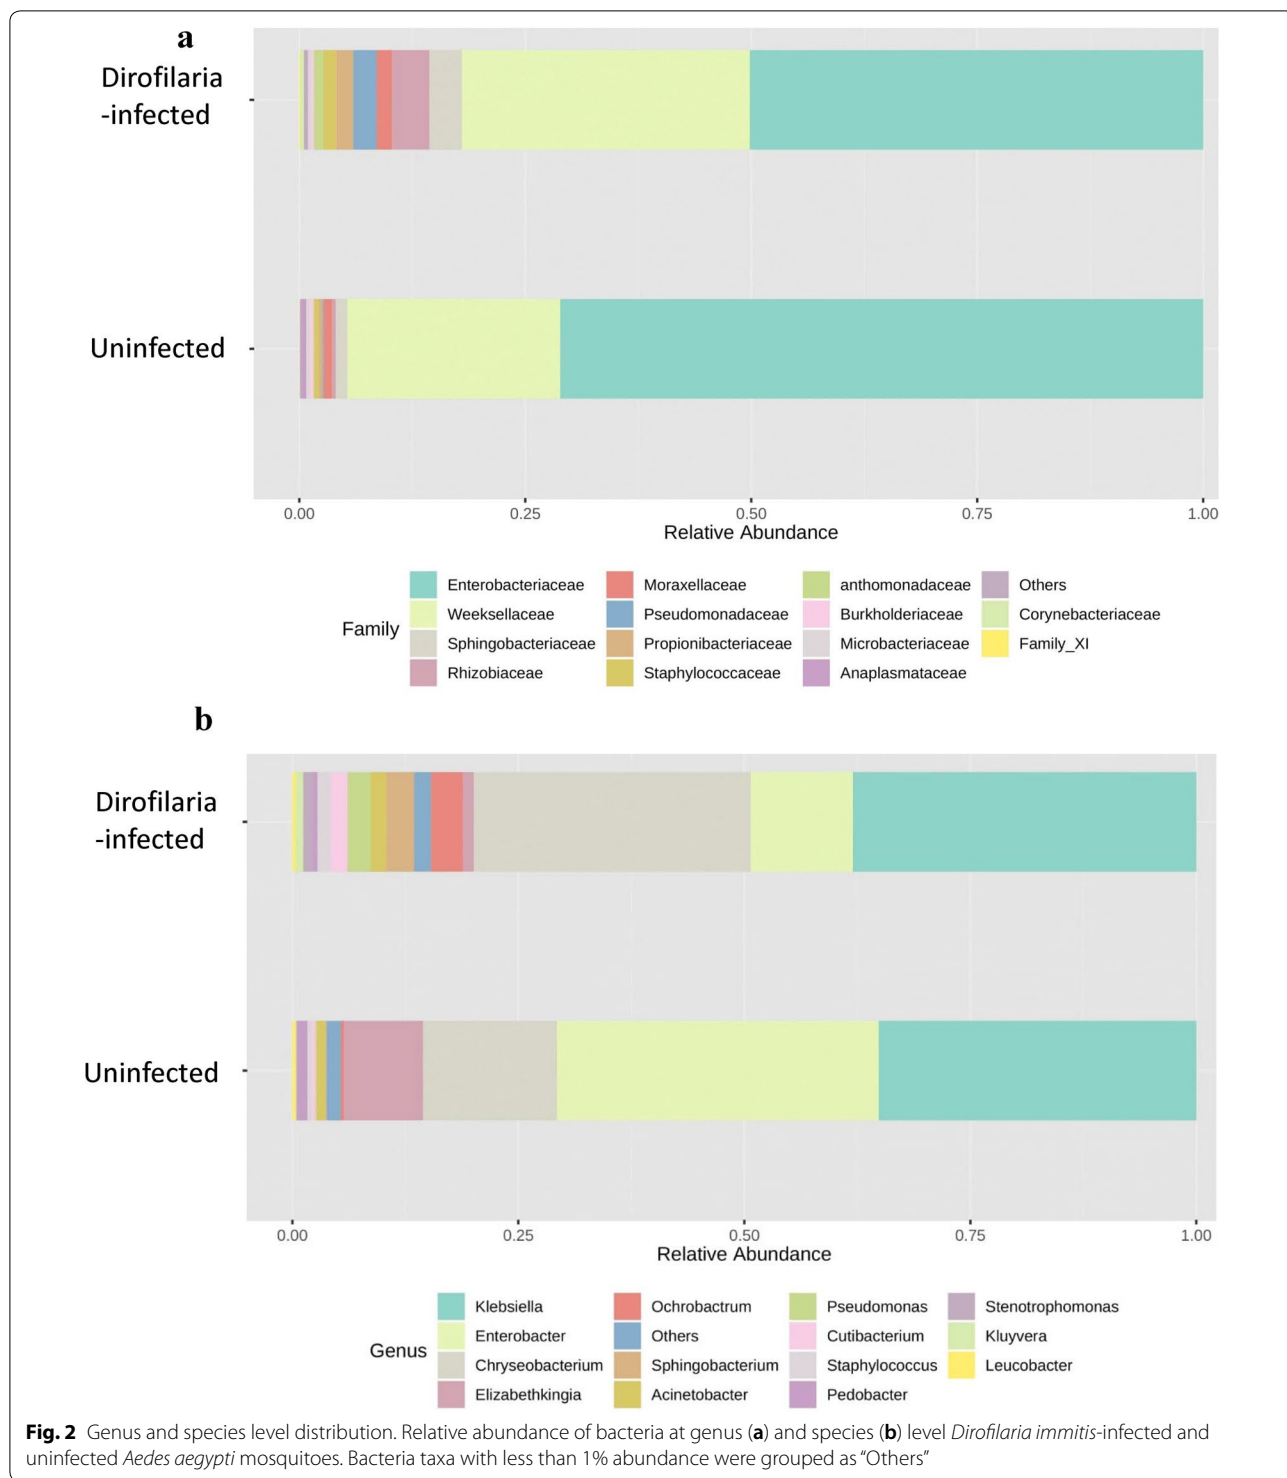 a
Dirofilaria
-infected
Uninfected
0.00 0.25 0.50 0.75 1.00
Relative Abundance
Family
Enterobacteriaceae Moraxellaceae anthomonadaceae Others
Weeksellaceae Pseudomonadaceae Burkholderiaceae Corynebacteriaceae
Sphingobacteriaceae Propionibacteriaceae Microbacteriaceae Family_XI
Rhizobiaceae Staphylococcaceae Anaplasmataceae
b
Dirofilaria
-infected
Uninfected
0.00 0.25 0.50 0.75 1.00
Relative Abundance
Genus
Klebsiella Ochrobactrum Pseudomonas Stenotrophomonas
Enterobacter Others Cutibacterium Kluyvera
Chryseobacterium Sphingobacterium Staphylococcus Leucobacter
Elizabethkingia Acinetobacter Pedobacter
Fig. 2 Genus and species level distribution. Relative abundance of bacteria at genus (a) and species (b) level Dirofilaria immitis-infected and
uninfected Aedes aegypti mosquitoes. Bacteria taxa with less than 1% abundance were grouped as “Others”